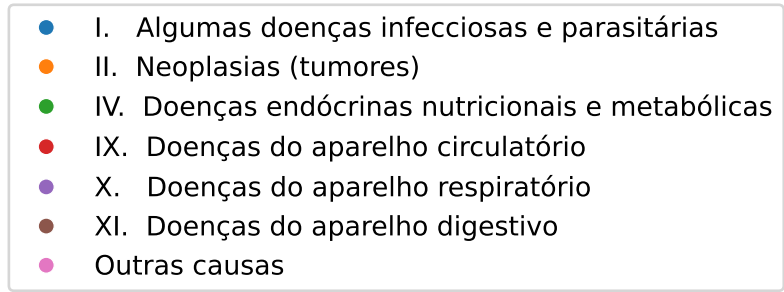 I. Algumas doenças infecciosas e parasitárias
II. Neoplasias (tumores)
IV. Doenças endócrinas nutricionais e metabólicas
IX. Doenças do aparelho circulatório
X. Doenças do aparelho respiratório
XI. Doenças do aparelho digestivo
Outras causas